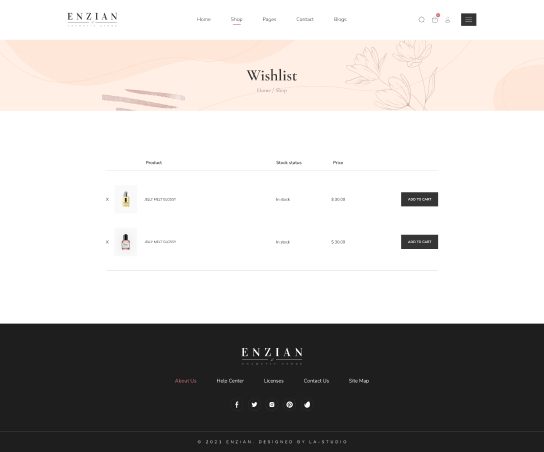 ENZIAN
Home Shop Pages Contact Blogs
Wishlist
Home / Shop
Product Stock status Price
X JELLY MELT GLOSSY In stock $ 30.00 ADD TO CART
X JELLY MELT GLOSSY In stock $ 30.00 ADD TO CART
ENZIAN
About Us Help Center Licenses Contact Us Site Map
© 2021 ENZIAN. DESIGNED BY LA-STUDIO